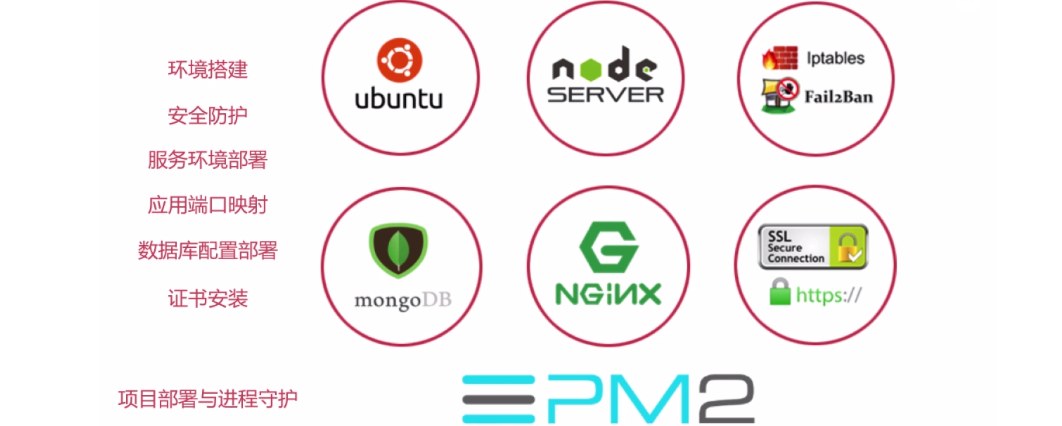 环境搭建
安全防护
服务环境部署
应用端口映射
数据库配置部署
证书安装
项目部署与进程守护
ubuntu
node
SERVER
Iptables
Fail2Ban
mongoDB
NGiNX
SSL
Secure
Connection
https://
PM2